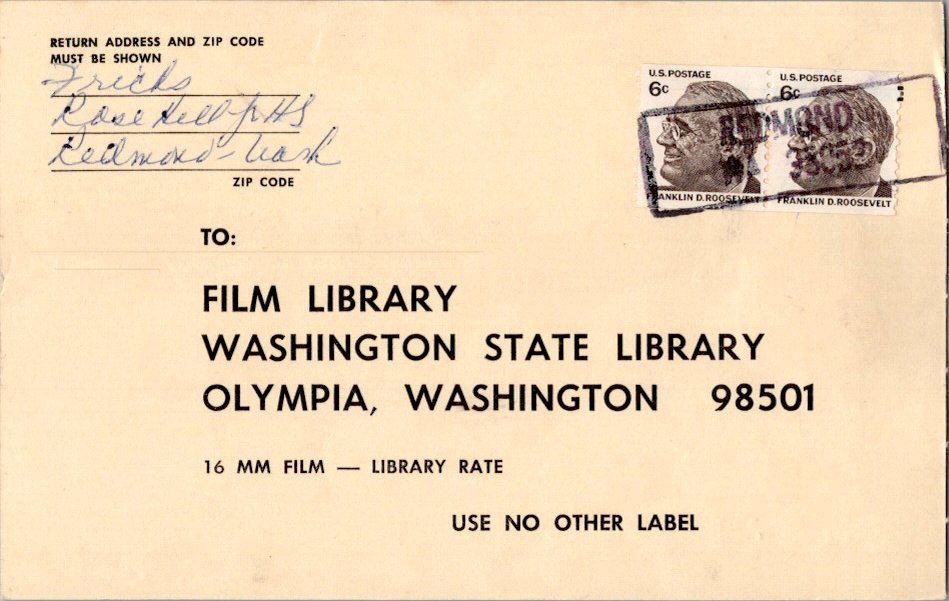 RETURN ADDRESS AND ZIP CODE
MUST BE SHOWN
Fricks
Rose Hill Jr HS
Redmond - Wash
ZIP CODE
U.S. POSTAGE
6c
FRANKLIN D. ROOSEVELT
U.S. POSTAGE
6c
FRANKLIN D. ROOSEVELT
REDMOND
TO:
FILM LIBRARY
WASHINGTON STATE LIBRARY
OLYMPIA, WASHINGTON 98501
16 MM FILM — LIBRARY RATE
USE NO OTHER LABEL